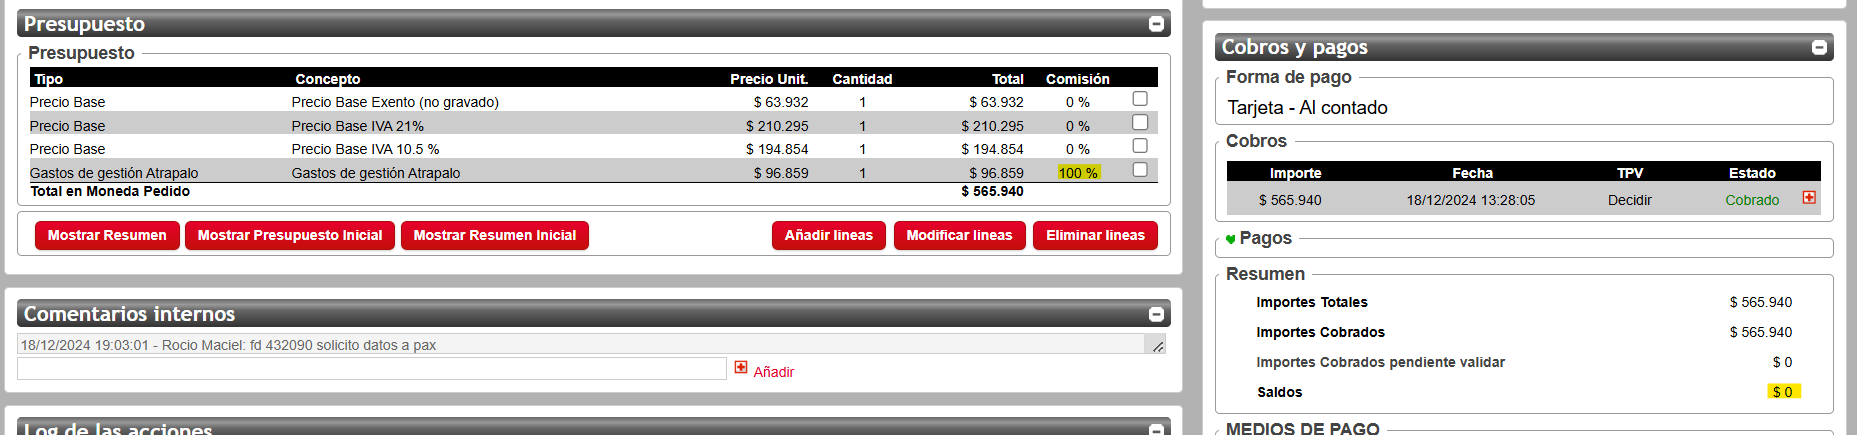 Presupuesto
Presupuesto
Tipo Concepto Precio Unit. Cantidad Total Comisión
Precio Base Precio Base Exento (no gravado) $ 63.932 1 $ 63.932 0 %
Precio Base Precio Base IVA 21% $ 210.295 1 $ 210.295 0 %
Precio Base Precio Base IVA 10.5 % $ 194.854 1 $ 194.854 0 %
Gastos de gestión Atrapalo Gastos de gestión Atrapalo $ 96.859 1 $ 96.859 100 %
Total en Moneda Pedido $ 565.940
Mostrar Resumen Mostrar Presupuesto Inicial Mostrar Resumen Inicial Añadir lineas Modificar lineas Eliminar lineas
Comentarios internos
18/12/2024 19:03:01 - Rocio Maciel: fd 432090 solicito datos a pax
Añadir
Log de las acciones
Cobros y pagos
Forma de pago
Tarjeta - Al contado
Cobros
Importe Fecha TPV Estado
$ 565.940 18/12/2024 13:28:05 Decidir Cobrado
Pagos
Resumen
Importes Totales $ 565.940
Importes Cobrados $ 565.940
Importes Cobrados pendiente validar $ 0
Saldos $ 0
MEDIOS DE PAGO